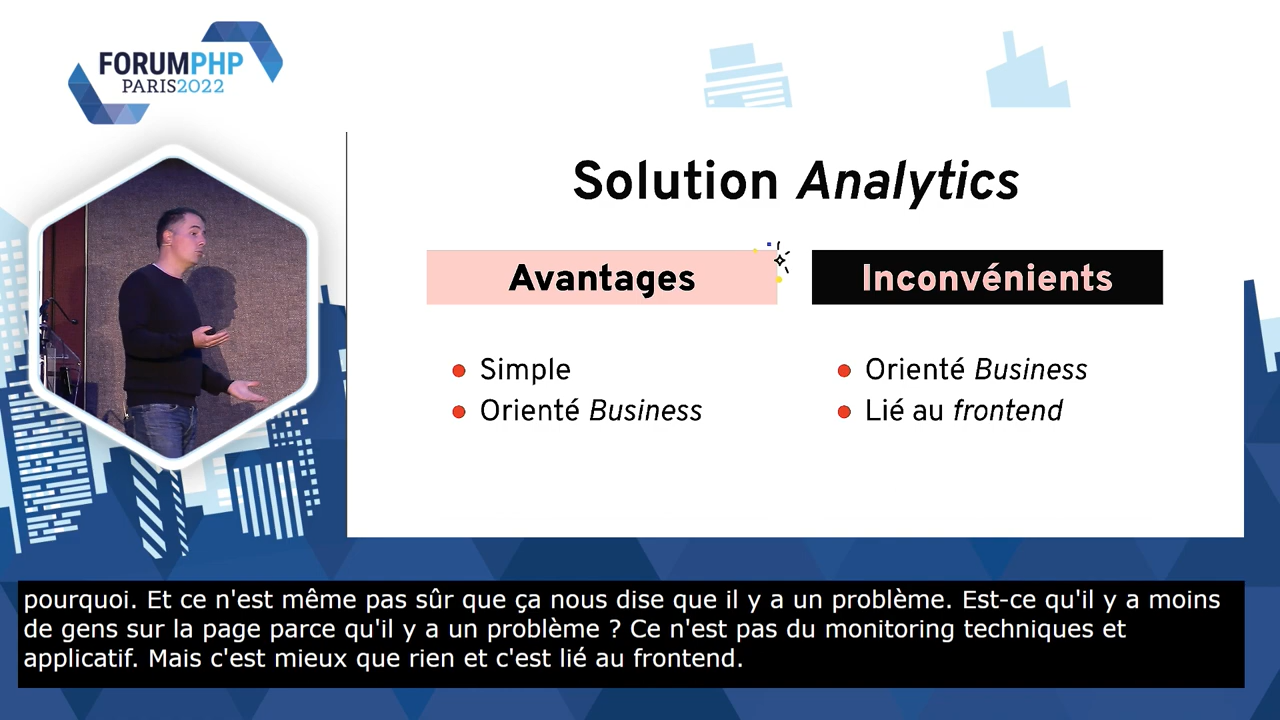 FORUMPHP
PARIS2022
Solution Analytics
Avantages
Inconvénients
Simple
Orienté Business
Orienté Business
Lié au frontend
pourquoi. Et ce n'est même pas sûr que ça nous dise que il y a un problème. Est-ce qu'il y a moins
de gens sur la page parce qu'il y a un problème ? Ce n'est pas du monitoring techniques et
applicatif. Mais c'est mieux que rien et c'est lié au frontend.